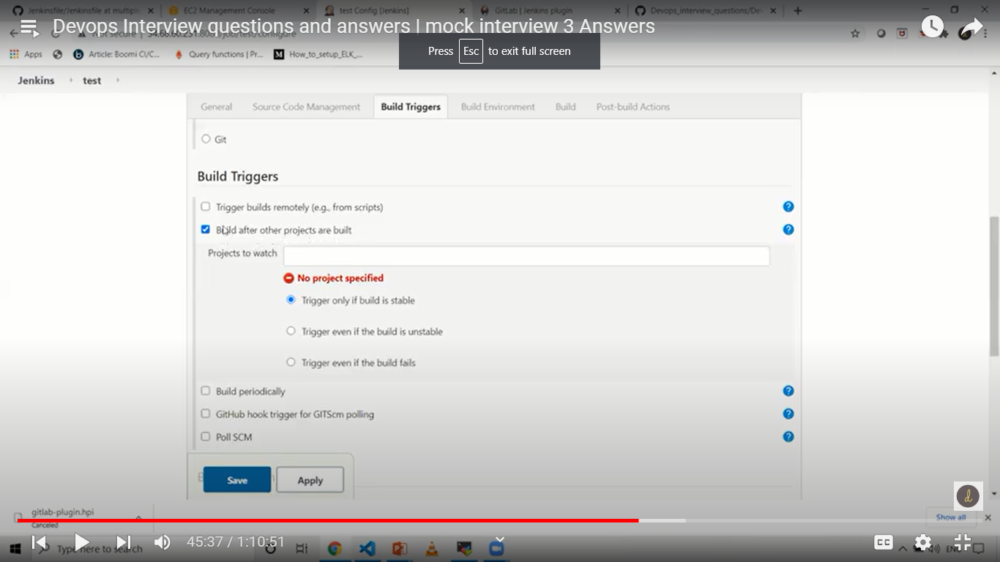 Jenkinsfile/Jenkinsfile at multiple
EC2 Management Console
test Config [Jenkins]
GitLab | Jenkins plugin
Devops_interview_questions/De
Devops Interview questions and answers | mock interview 3 Answers
Press Esc to exit full screen
Apps
Article: Boomi CI/C...
Query functions | Pr...
How_to_setup_ELK_...
Jenkins
test
General
Source Code Management
Build Triggers
Build Environment
Build
Post-build Actions
Git
Build Triggers
Trigger builds remotely (e.g., from scripts)
Build after other projects are built
Projects to watch
No project specified
Trigger only if build is stable
Trigger even if the build is unstable
Trigger even if the build fails
Build periodically
GitHub hook trigger for GITScm polling
Poll SCM
Save
Apply
gitlab-plugin.hpi
Canceled
Show all
45:37 / 1:10:51
Type here to search
CC